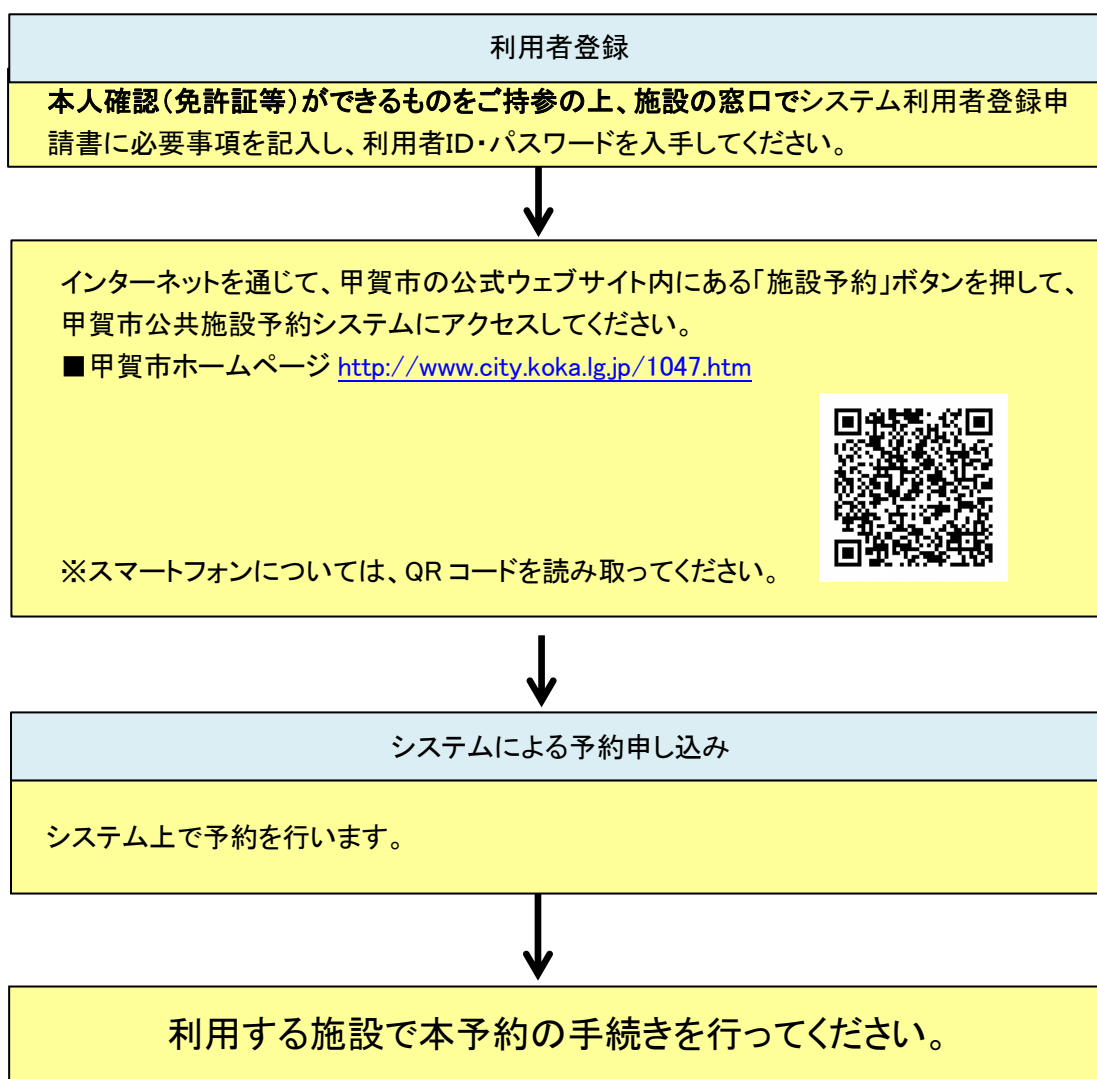 利用者登録
本人確認(免許証等)ができるものをご持参の上、施設の窓口でシステム利用者登録申
請書に必要事項を記入し、利用者ID・パスワードを入手してください。
インターネットを通じて、甲賀市の公式ウェブサイト内にある「施設予約」ボタンを押して、
甲賀市公共施設予約システムにアクセスしてください。
■甲賀市ホームページ http://www.city.koka.lg.jp/1047.htm
※スマートフォンについては、QRコードを読み取ってください。
システムによる予約申し込み
システム上で予約を行います。
利用する施設で本予約の手続きを行ってください。